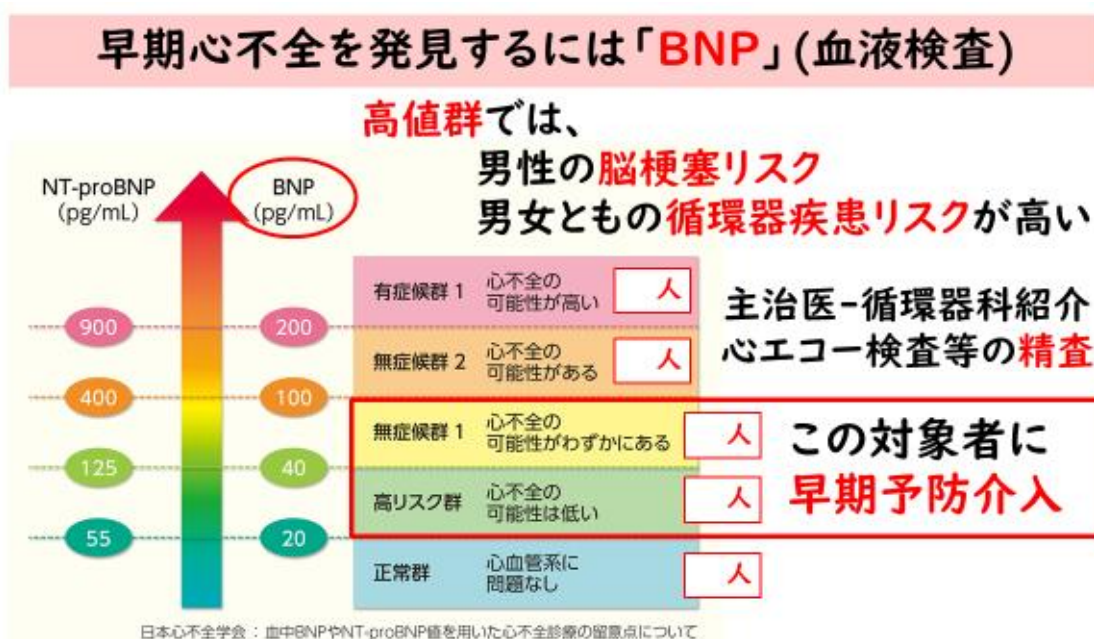 早期心不全を発見するには「BNP」(血液検査)
高値群では、
男性の脳梗塞リスク
男女ともの循環器疾患リスクが高い
NT-proBNP
(pg/mL)
BNP
(pg/mL)
900
200
400
100
125
40
55
20
有症候群 1
心不全の
可能性が高い
人
無症候群 2
心不全の
可能性がある
人
無症候群 1
心不全の
可能性がわずかにある
人
高リスク群
心不全の
可能性は低い
人
正常群
心血管系に
問題なし
人
主治医-循環器科紹介
心エコー検査等の精査
この対象者に
早期予防介入
日本心不全学会：血中BNPやNT-proBNP値を用いた心不全診療の留意点について